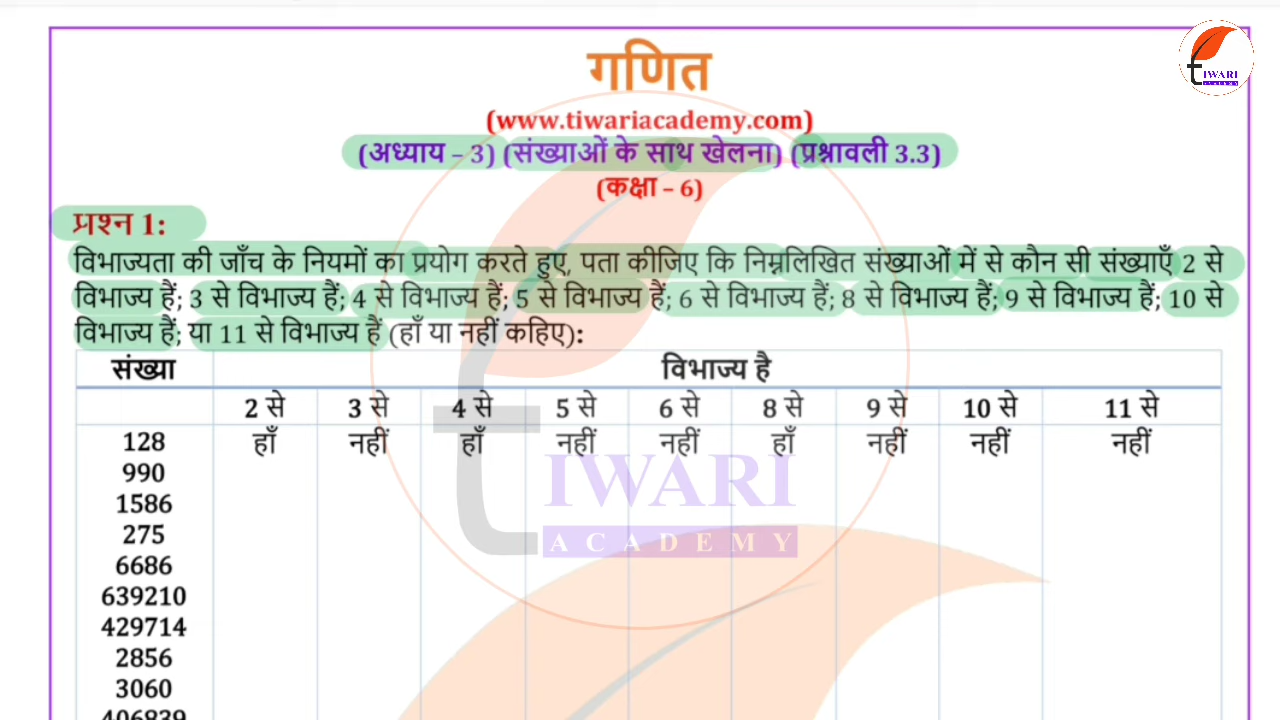 गणित
(www.tiwariacademy.com)
(अध्याय – 3) (संख्याओं के साथ खेलना) (प्रश्नावली 3.3)
(कक्षा – 6)
प्रश्न 1:
विभाज्यता की जाँच के नियमों का प्रयोग करते हुए, पता कीजिए कि निम्नलिखित संख्याओं में से कौन सी संख्याएँ 2 से
विभाज्य हैं; 3 से विभाज्य हैं; 4 से विभाज्य हैं; 5 से विभाज्य हैं; 6 से विभाज्य हैं; 8 से विभाज्य हैं; 9 से विभाज्य हैं; 10 से
विभाज्य हैं; या 11 से विभाज्य हैं (हाँ या नहीं कहिए):
संख्या विभाज्य है
2 से 3 से 4 से 5 से 6 से 8 से 9 से 10 से 11 से
128 हाँ नहीं हाँ नहीं नहीं हाँ नहीं नहीं नहीं
990
1586
275
6686
639210
429714
2856
3060
406839
TIWARI
ACADEMY
TIWARI
ACADEMY